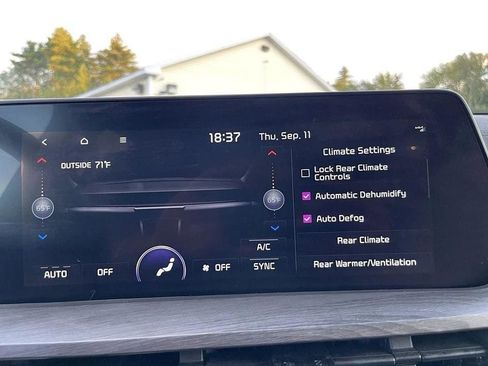 18:37 Thu, Sep. 11
OUTSIDE 71°F
65°F
65°F
AUTO
OFF
OFF
A/C
SYNC
Climate Settings
Lock Rear Climate
Controls
Automatic Dehumidify
Auto Defog
Rear Climate
Rear Warmer/Ventilation